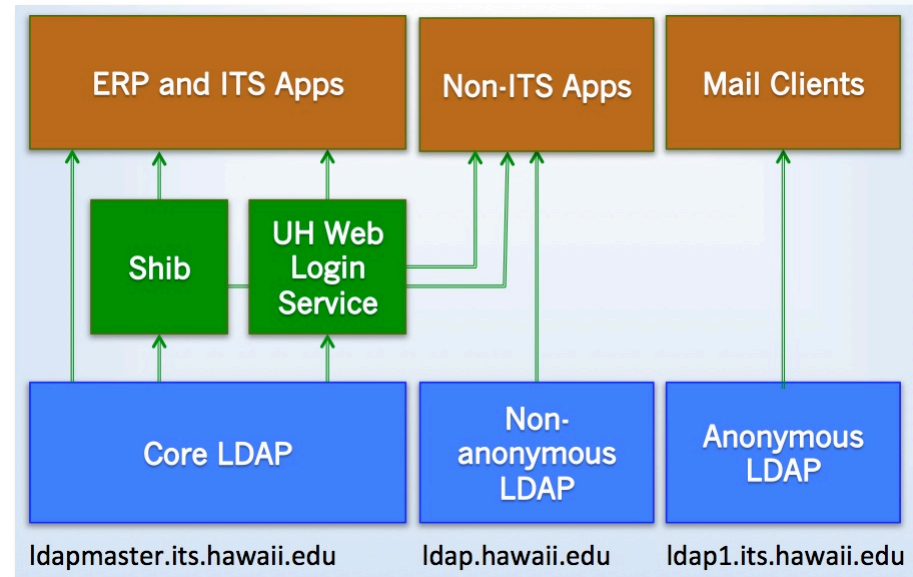 ERP and ITS Apps
Non-ITS Apps
Mail Clients
Shib
UH Web
Login
Service
Core LDAP
Non-
anonymous
LDAP
Anonymous
LDAP
ldapmaster.its.hawaii.edu
ldap.hawaii.edu
ldap1.its.hawaii.edu